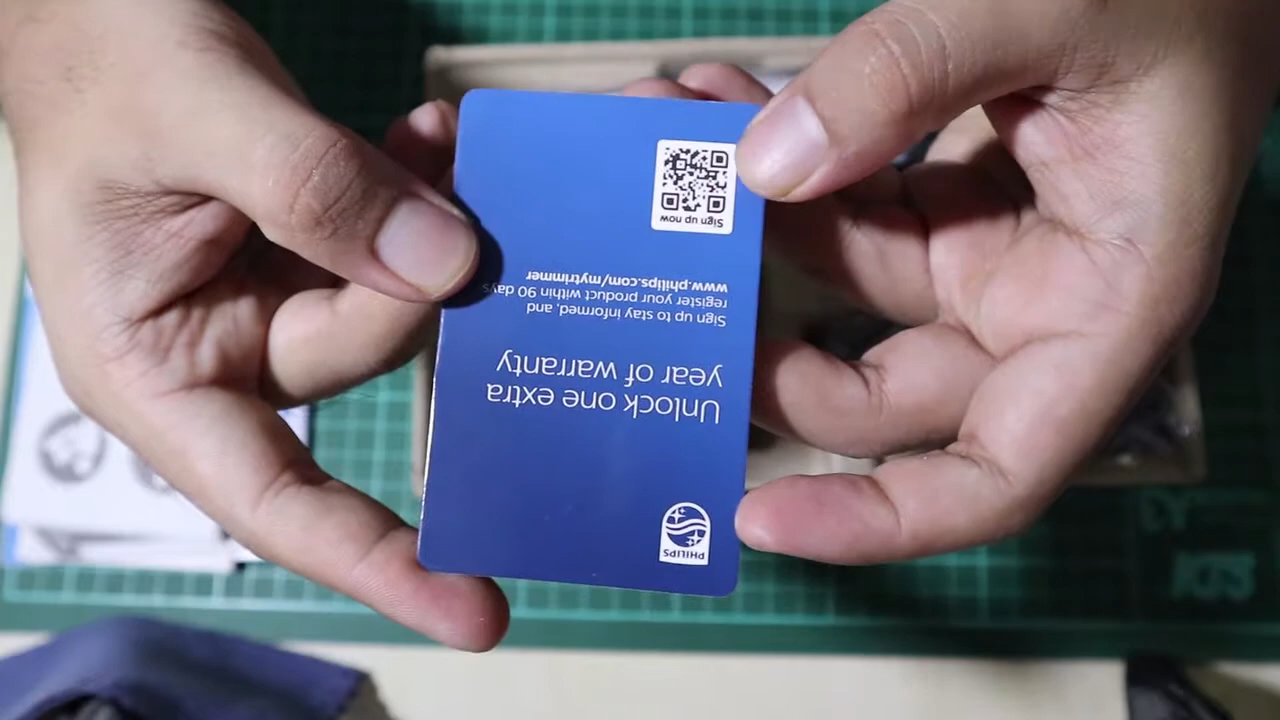 PHILIPS
Unlock one extra
year of warranty
Sign up to stay informed, and
register your product within 90 days
www.philips.com/mytrimmer
Sign up now